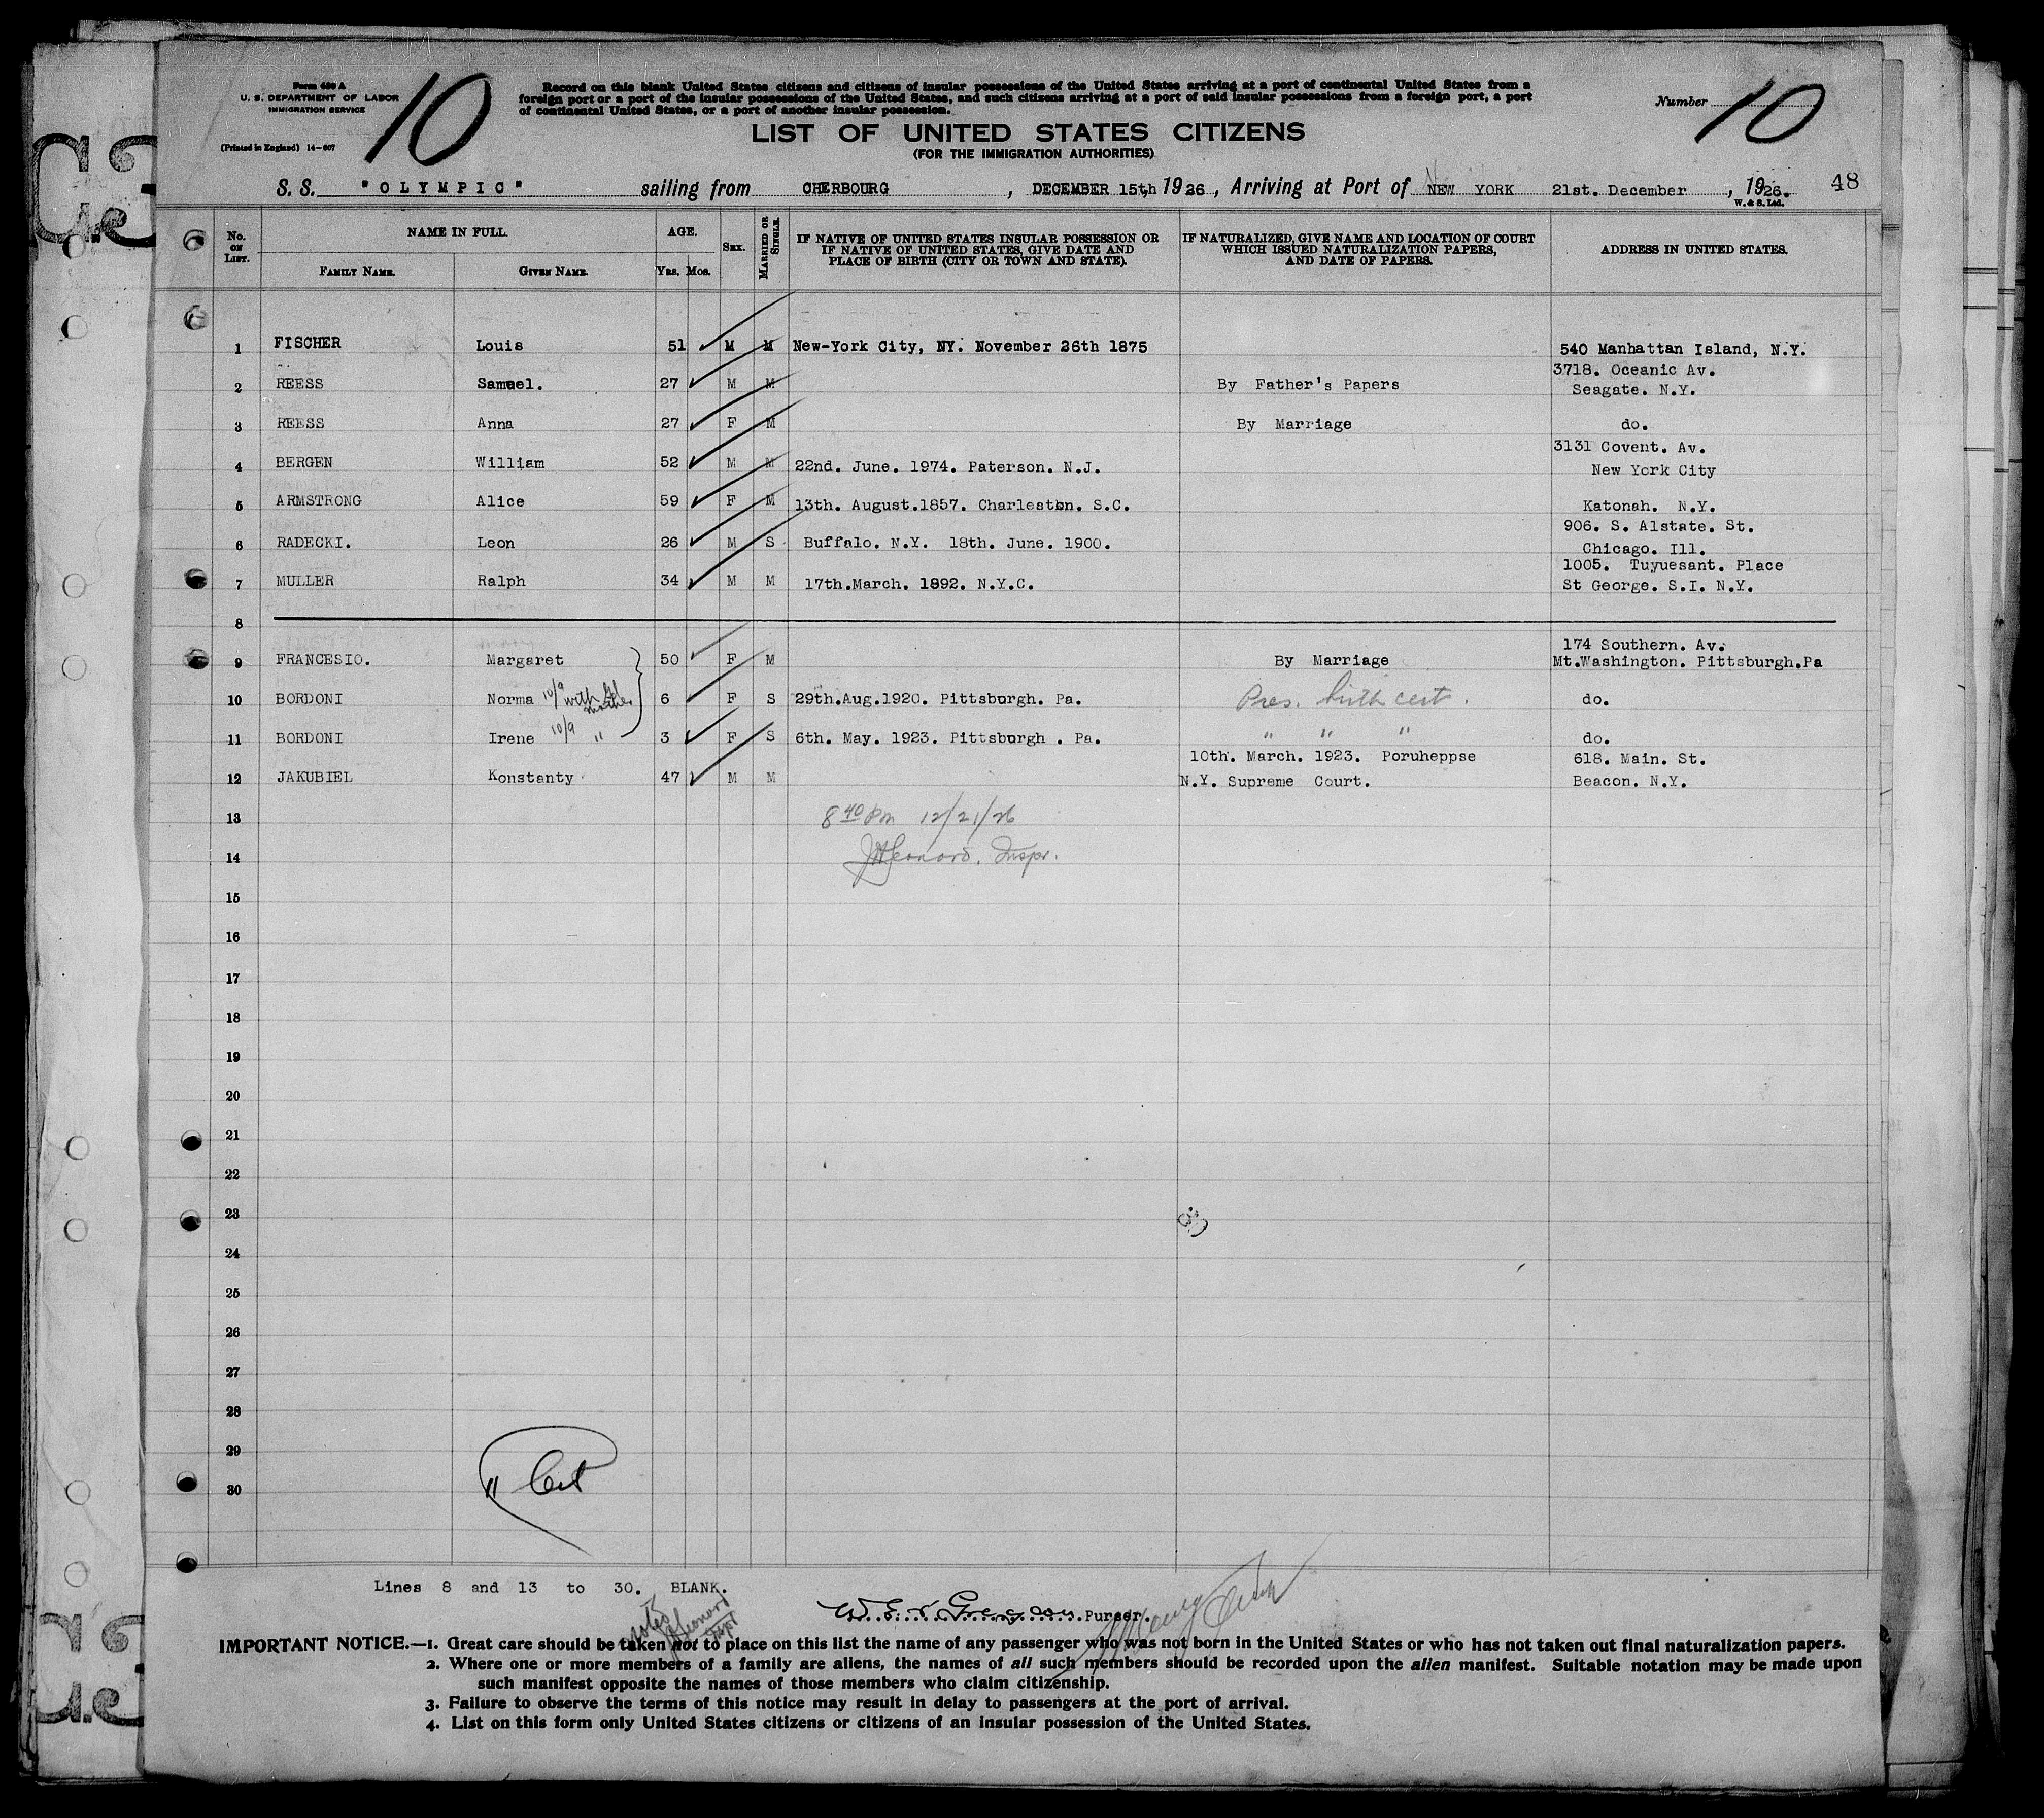 Form 630 A
U. S. DEPARTMENT OF LABOR
IMMIGRATION SERVICE
(Printed in England) 14-607
10
Record on this blank United States citizens and citizens of insular possessions of the United States arriving at a port of continental United States from a
foreign port or a port of the insular possessions of the United States, and such citizens arriving at a port of said insular possessions from a foreign port, a port
of continental United States, or a port of another insular possession.
Number 10
LIST OF UNITED STATES CITIZENS
(FOR THE IMMIGRATION AUTHORITIES)
S. S. "OLYMPIC" sailing from CHERBOURG, DECEMBER 15th, 1926, Arriving at Port of NEW YORK 21st. December, 1926. 48
W. & S. Ltd.
No. ON LIST. NAME IN FULL. AGE. SEX. MARRIED OR SINGLE. IF NATIVE OF UNITED STATES INSULAR POSSESSION OR IF NATIVE OF UNITED STATES, GIVE DATE AND PLACE OF BIRTH (CITY OR TOWN AND STATE). IF NATURALIZED, GIVE NAME AND LOCATION OF COURT WHICH ISSUED NATURALIZATION PAPERS, AND DATE OF PAPERS. ADDRESS IN UNITED STATES.
FAMILY NAME. GIVEN NAME. YRS. MOS.
1 FISCHER Louis 51 M M New-York City, NY. November 26th 1875 540 Manhattan Island, N.Y.
3718. Oceanic Av.
2 REESS Samuel. 27 M M By Father's Papers Seagate. N.Y.
3 REESS Anna 27 F M By Marriage do.
3131 Covent. Av.
4 BERGEN William 52 M M 22nd. June. 1974. Paterson. N.J. New York City
5 ARMSTRONG Alice 59 F M 13th. August.1857. Charleston. S.C. Katonah. N.Y.
906. S. Alstate. St.
6 RADECKI. Leon 26 M S Buffalo. N.Y. 18th. June. 1900. Chicago. Ill.
1005. Tuyuesant. Place
7 MULLER Ralph 34 M M 17th.March. 1892. N.Y.C. St George. S.I. N.Y.
8
174 Southern. Av.
9 FRANCESIO. Margaret 50 F M By Marriage Mt.Washington. Pittsburgh.Pa
10 BORDONI Norma 10/9 with Gd mother 6 F S 29th.Aug.1920. Pittsburgh. Pa. Pres. birth cert. do.
11 BORDONI Irene 10/9 " 3 F S 6th. May. 1923. Pittsburgh . Pa. " " " do.
10th. March. 1923. Poruheppse 618. Main. St.
12 JAKUBIEL Konstanty 47 M M N.Y. Supreme Court. Beacon. N.Y.
13 8 40 Pm 12/21/26
14 Leonard. Inspr.
15
16
17
18
19
20
21
22
23
24
25
26
27
28
29
30
Lines 8 and 13 to 30. BLANK.
Purser.
IMPORTANT NOTICE.—1. Great care should be taken not to place on this list the name of any passenger who was not born in the United States or who has not taken out final naturalization papers.
2. Where one or more members of a family are aliens, the names of all such members should be recorded upon the alien manifest. Suitable notation may be made upon
such manifest opposite the names of those members who claim citizenship.
3. Failure to observe the terms of this notice may result in delay to passengers at the port of arrival.
4. List on this form only United States citizens or citizens of an insular possession of the United States.